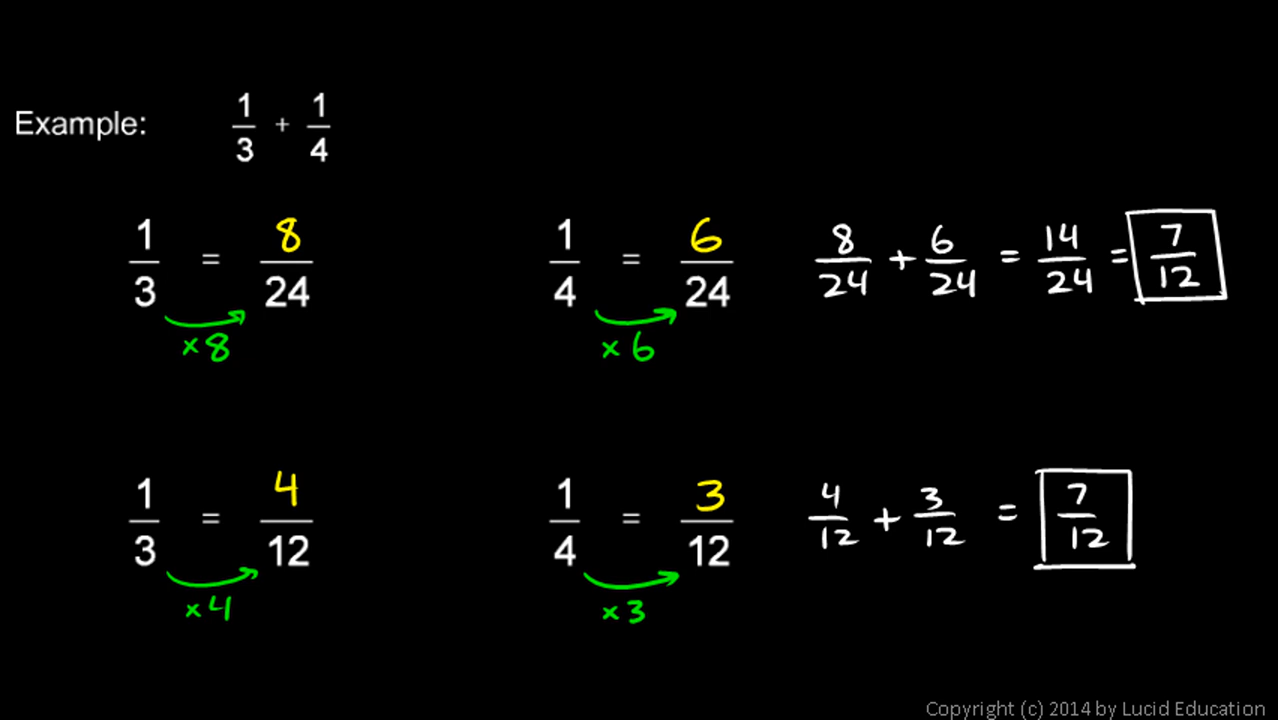 Example: 1/3 + 1/4
1/3 = 8/24 1/4 = 6/24 8/24 + 6/24 = 14/24 = 7/12
×8 ×6
1/3 = 4/12 1/4 = 3/12 4/12 + 3/12 = 7/12
×4 ×3
Copyright (c) 2014 by Lucid Education